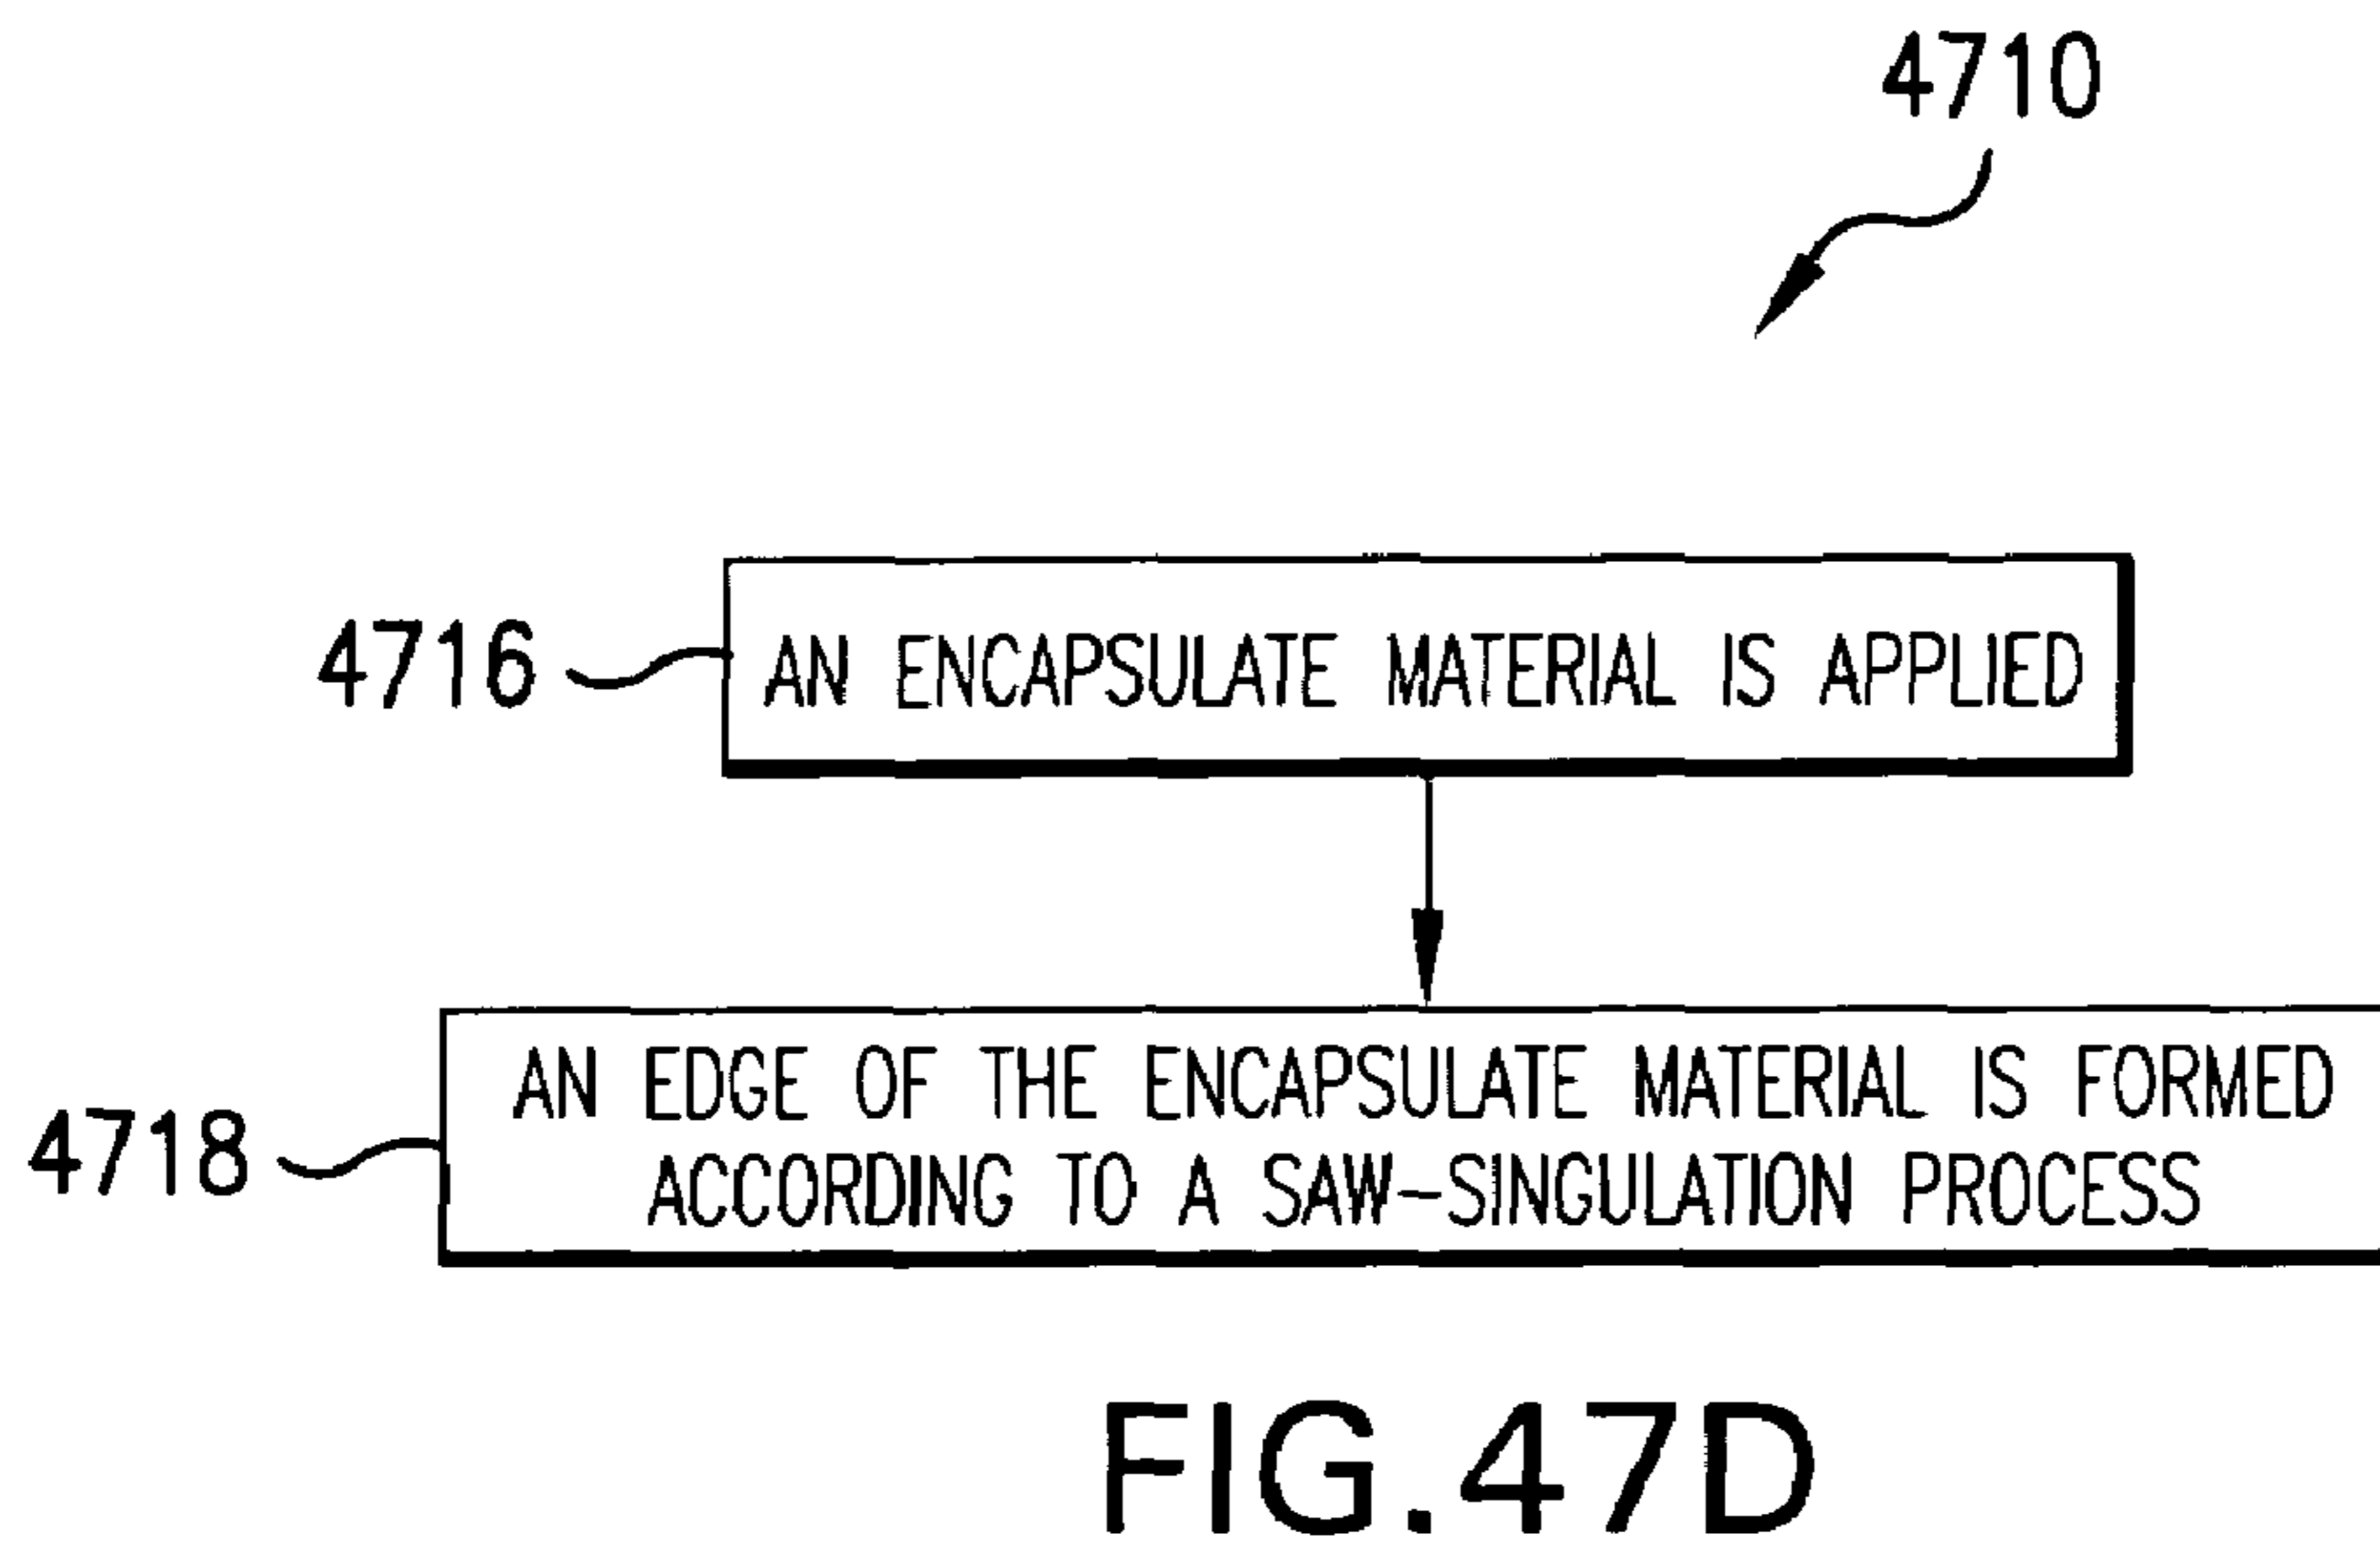 4710
4716
AN ENCAPSULATE MATERIAL IS APPLIED
4718
AN EDGE OF THE ENCAPSULATE MATERIAL IS FORMED
ACCORDING TO A SAW-SINGULATION PROCESS
FIG.47D